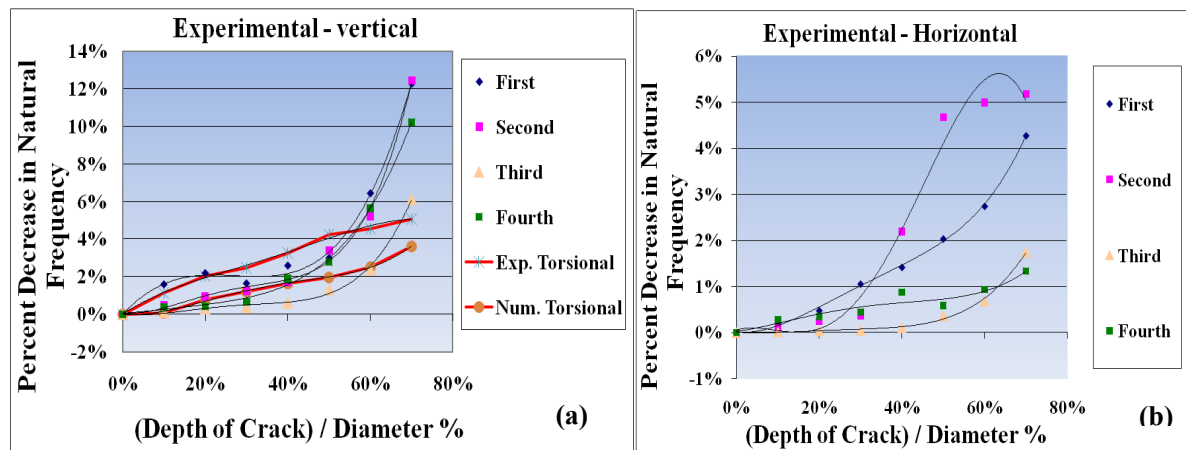 Experimental - vertical
Percent Decrease in Natural
Frequency
14%
12%
10%
8%
6%
4%
2%
0%
-2%
0%
20%
40%
60%
80%
(Depth of Crack) / Diameter %
(a)
First
Second
Third
Fourth
Exp. Torsional
Num. Torsional
Experimental - Horizontal
Percent Decrease in Natural
Frequency
6%
5%
4%
3%
2%
1%
0%
-1%
0%
20%
40%
60%
80%
(Depth of Crack) / Diameter %
(b)
First
Second
Third
Fourth